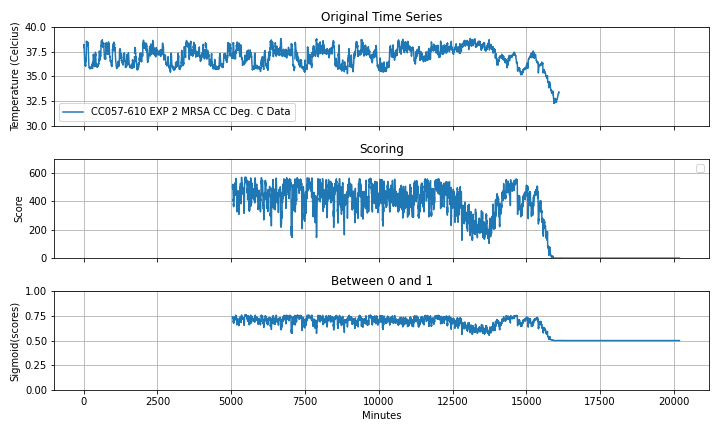 Original Time Series
Temperature (Celcius)
40.0
37.5
35.0
32.5
30.0
CC057-610 EXP 2 MRSA CC Deg. C Data
Scoring
Score
600
400
200
0
Between 0 and 1
Sigmoid(scores)
1.00
0.75
0.50
0.25
0.00
0 2500 5000 7500 10000 12500 15000 17500 20000
Minutes